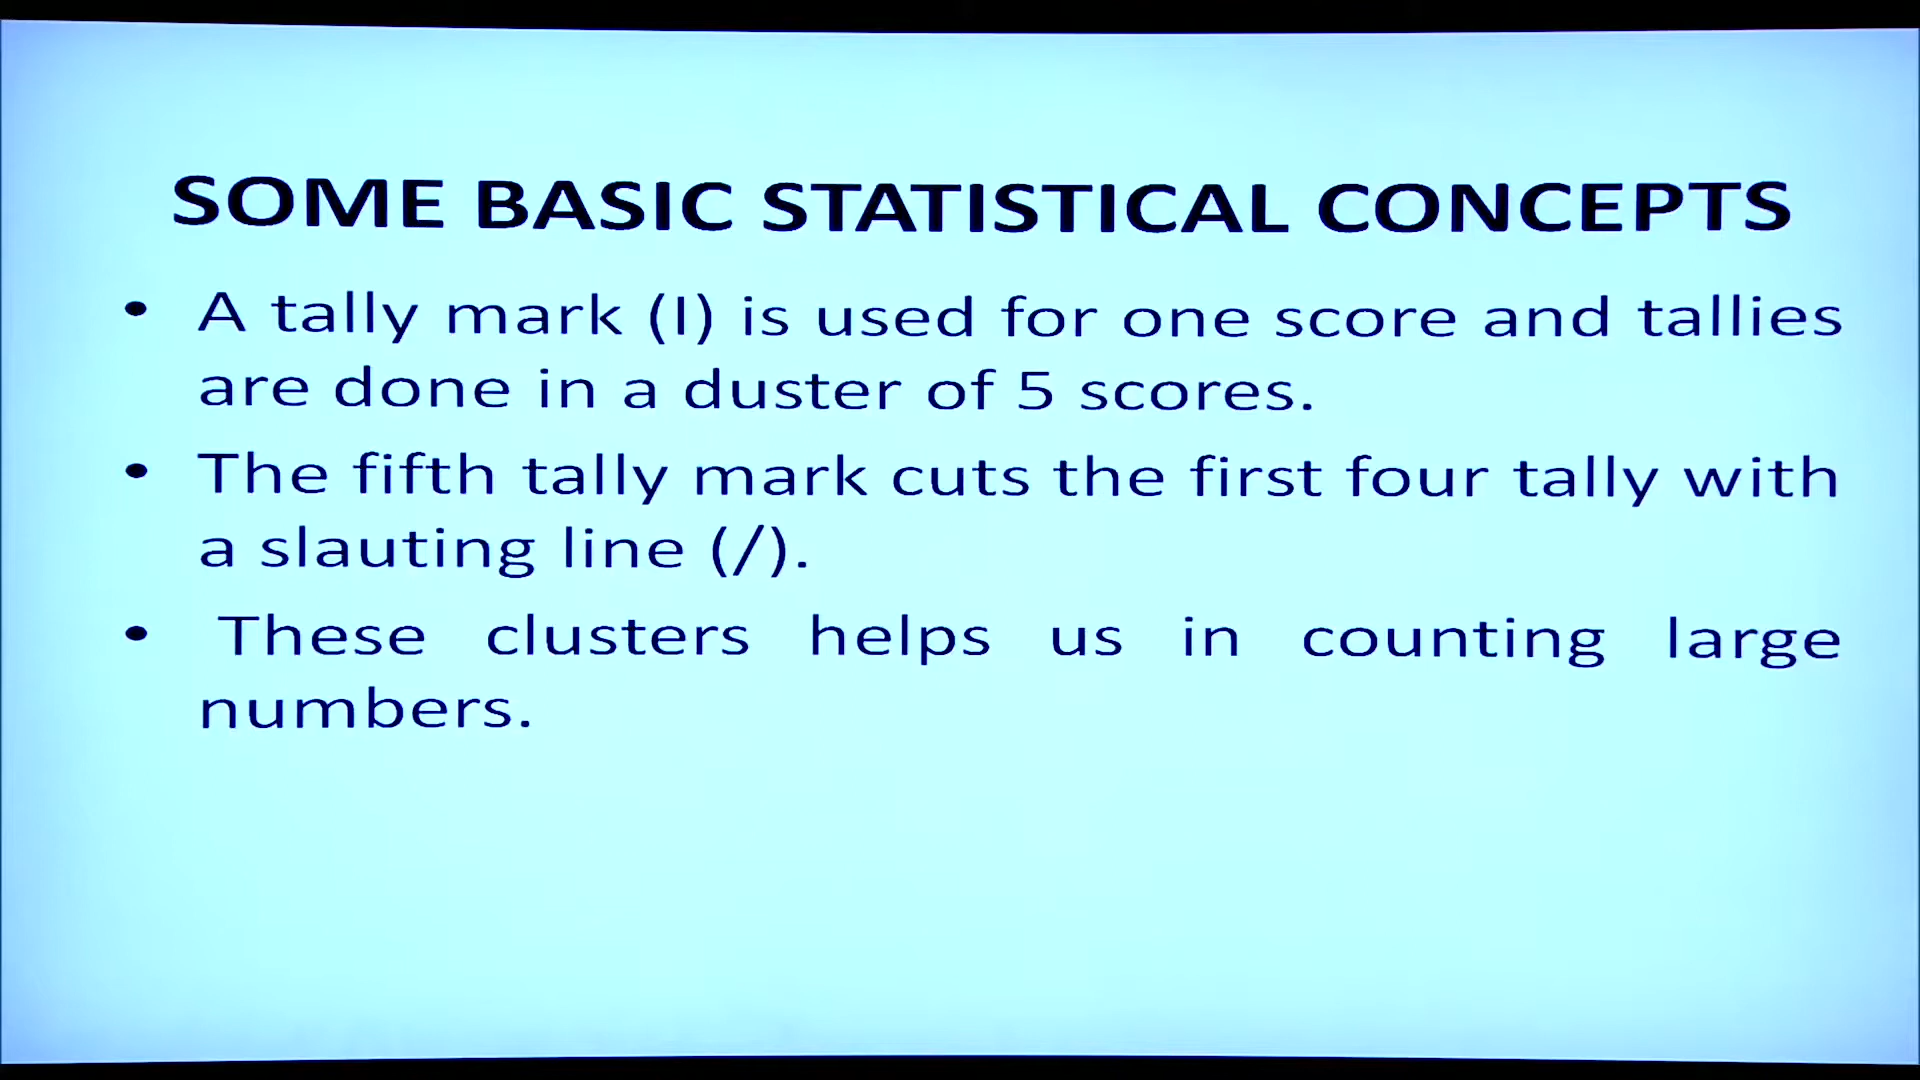 SOME BASIC STATISTICAL CONCEPTS
• A tally mark (I) is used for one score and tallies
are done in a duster of 5 scores.
• The fifth tally mark cuts the first four tally with
a slauting line (/).
• These clusters helps us in counting large
numbers.